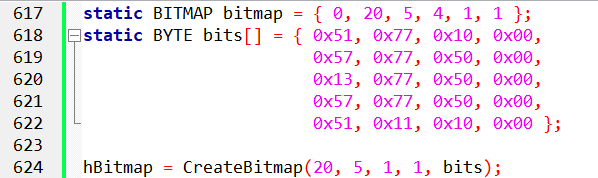 617 static BITMAP bitmap = { 0, 20, 5, 4, 1, 1 };
618 static BYTE bits[] = { 0x51, 0x77, 0x10, 0x00,
619 0x57, 0x77, 0x50, 0x00,
620 0x13, 0x77, 0x50, 0x00,
621 0x57, 0x77, 0x50, 0x00,
622 0x51, 0x11, 0x10, 0x00 };
623
624 hBitmap = CreateBitmap(20, 5, 1, 1, bits);